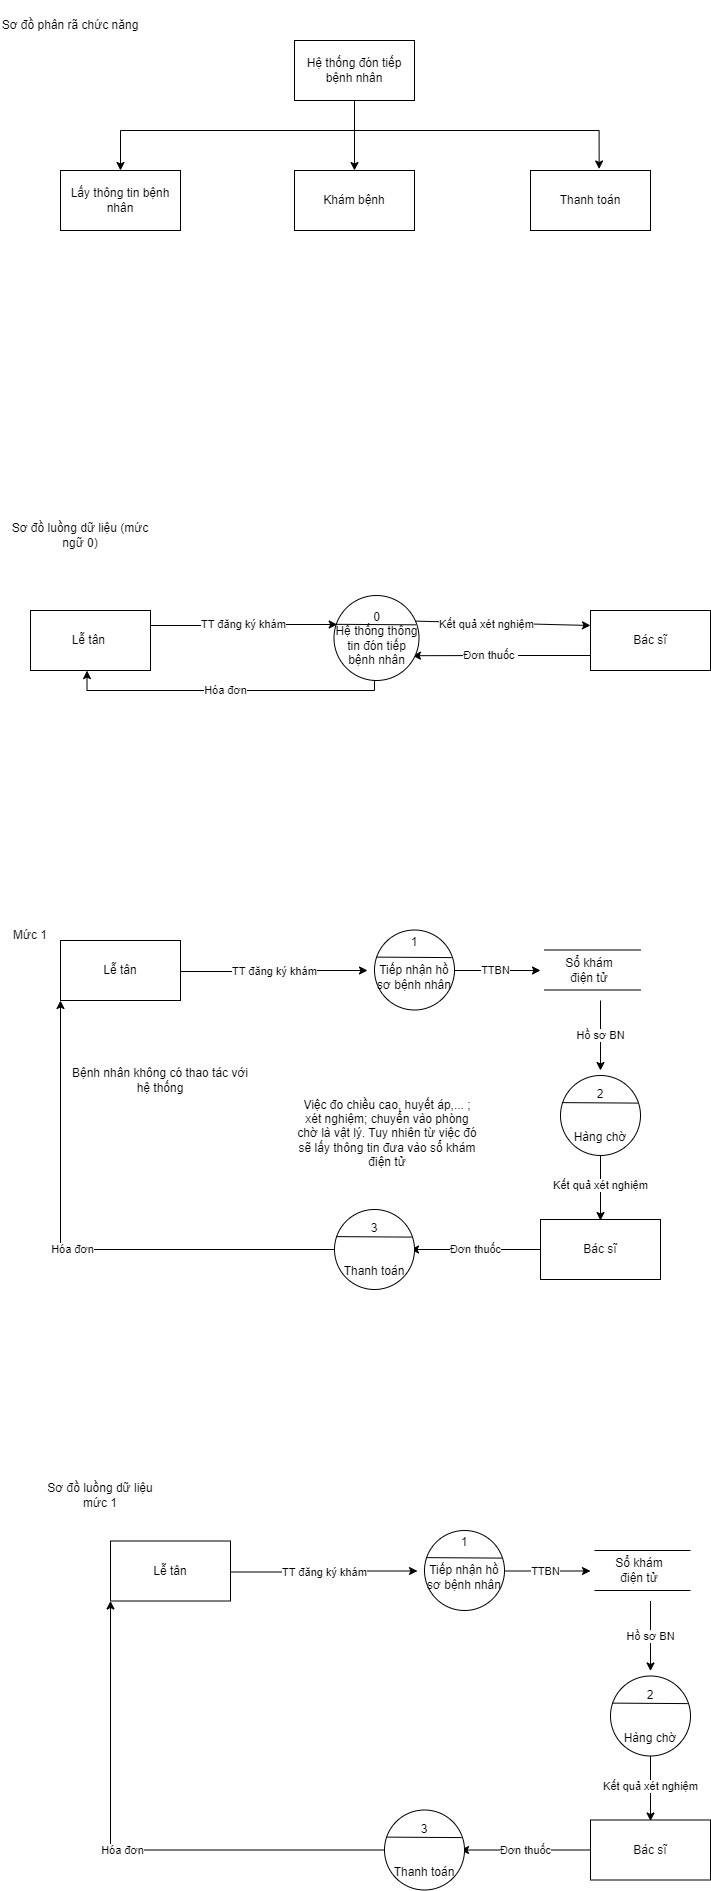 Sơ đồ phân rã chức năng
Hệ thống đón tiếp
bệnh nhân
Lấy thông tin bệnh
nhân
Khám bệnh
Thanh toán
Sơ đồ luồng dữ liệu (mức
ngữ 0)
Lễ tân
TT đăng ký khám
0
Hệ thống thông
tin đón tiếp
bệnh nhân
Kết quả xét nghiệm
Đơn thuốc
Bác sĩ
Hóa đơn
Mức 1
Lễ tân
TT đăng ký khám
1
Tiếp nhận hồ
sơ bệnh nhân
TTBN
Sổ khám
điện tử
Hồ sơ BN
Bệnh nhân không có thao tác với
hệ thống
Việc đo chiều cao, huyết áp,... ;
xét nghiệm; chuyển vào phòng
chờ là vật lý. Tuy nhiên từ việc đó
sẽ lấy thông tin đưa vào sổ khám
điện tử
2
Hàng chờ
Kết quả xét nghiệm
Hóa đơn
3
Thanh toán
Đơn thuốc
Bác sĩ
Sơ đồ luồng dữ liệu
mức 1
Lễ tân
TT đăng ký khám
1
Tiếp nhận hồ
sơ bệnh nhân
TTBN
Sổ khám
điện tử
Hồ sơ BN
2
Hàng chờ
Kết quả xét nghiệm
Hóa đơn
3
Thanh toán
Đơn thuốc
Bác sĩ